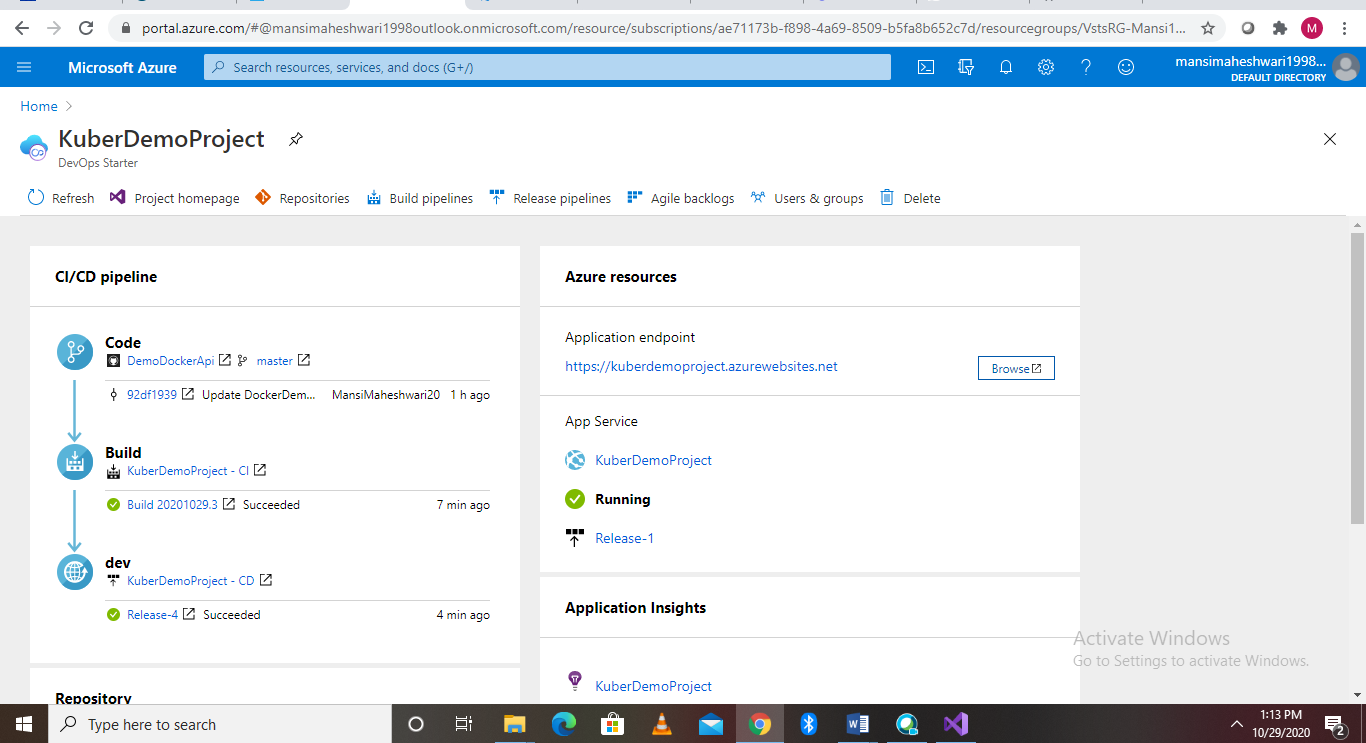 portal.azure.com/#@mansimaheshwari1998outlook.onmicrosoft.com/resource/subscriptions/ae71173b-f898-4a69-8509-b5fa8b652c7d/resourcegroups/VstsRG-Mansi1...
M
Microsoft Azure
Search resources, services, and docs (G+/)
mansimaheshwari1998...
DEFAULT DIRECTORY
Home
KuberDemoProject
DevOps Starter
Refresh Project homepage Repositories Build pipelines Release pipelines Agile backlogs Users & groups Delete
CI/CD pipeline
Code
DemoDockerApi master
92df1939 Update DockerDem... MansiMaheshwari20 1 h ago
Build
KuberDemoProject - CI
Build 20201029.3 Succeeded 7 min ago
dev
KuberDemoProject - CD
Release-4 Succeeded 4 min ago
Repository
Azure resources
Application endpoint
https://kuberdemoproject.azurewebsites.net
Browse
App Service
KuberDemoProject
Running
Release-1
Application Insights
KuberDemoProject
Activate Windows
Go to Settings to activate Windows.
Type here to search
1:13 PM
10/29/2020
2